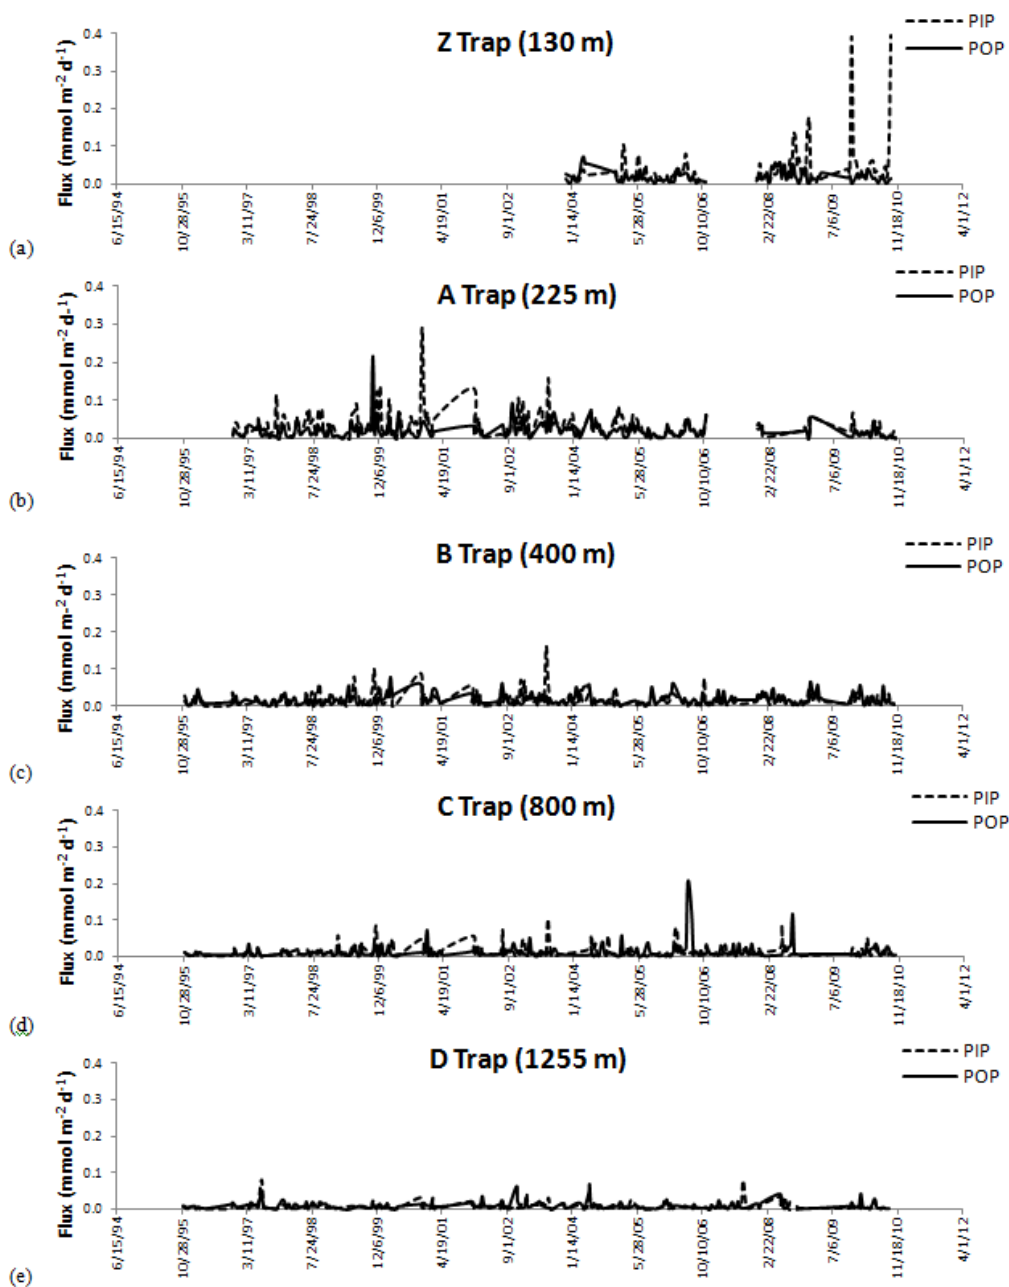 Z Trap (130 m)
PIP
POP
Flux (mmol m-2 d-1)
0.4
0.3
0.2
0.1
0.0
6/15/94 10/28/95 3/11/97 7/24/98 12/6/99 4/19/01 9/1/02 1/14/04 5/28/05 10/10/06 2/22/08 7/6/09 11/18/10 4/1/12
(a)
A Trap (225 m)
PIP
POP
Flux (mmol m-2 d-1)
0.4
0.3
0.2
0.1
0.0
6/15/94 10/28/95 3/11/97 7/24/98 12/6/99 4/19/01 9/1/02 1/14/04 5/28/05 10/10/06 2/22/08 7/6/09 11/18/10 4/1/12
(b)
B Trap (400 m)
PIP
POP
Flux (mmol m-2 d-1)
0.4
0.3
0.2
0.1
0.0
6/15/94 10/28/95 3/11/97 7/24/98 12/6/99 4/19/01 9/1/02 1/14/04 5/28/05 10/10/06 2/22/08 7/6/09 11/18/10 4/1/12
(c)
C Trap (800 m)
PIP
POP
Flux (mmol m-2 d-1)
0.4
0.3
0.2
0.1
0.0
6/15/94 10/28/95 3/11/97 7/24/98 12/6/99 4/19/01 9/1/02 1/14/04 5/28/05 10/10/06 2/22/08 7/6/09 11/18/10 4/1/12
(d)
D Trap (1255 m)
PIP
POP
Flux (mmol m-2 d-1)
0.4
0.3
0.2
0.1
0.0
6/15/94 10/28/95 3/11/97 7/24/98 12/6/99 4/19/01 9/1/02 1/14/04 5/28/05 10/10/06 2/22/08 7/6/09 11/18/10 4/1/12
(e)